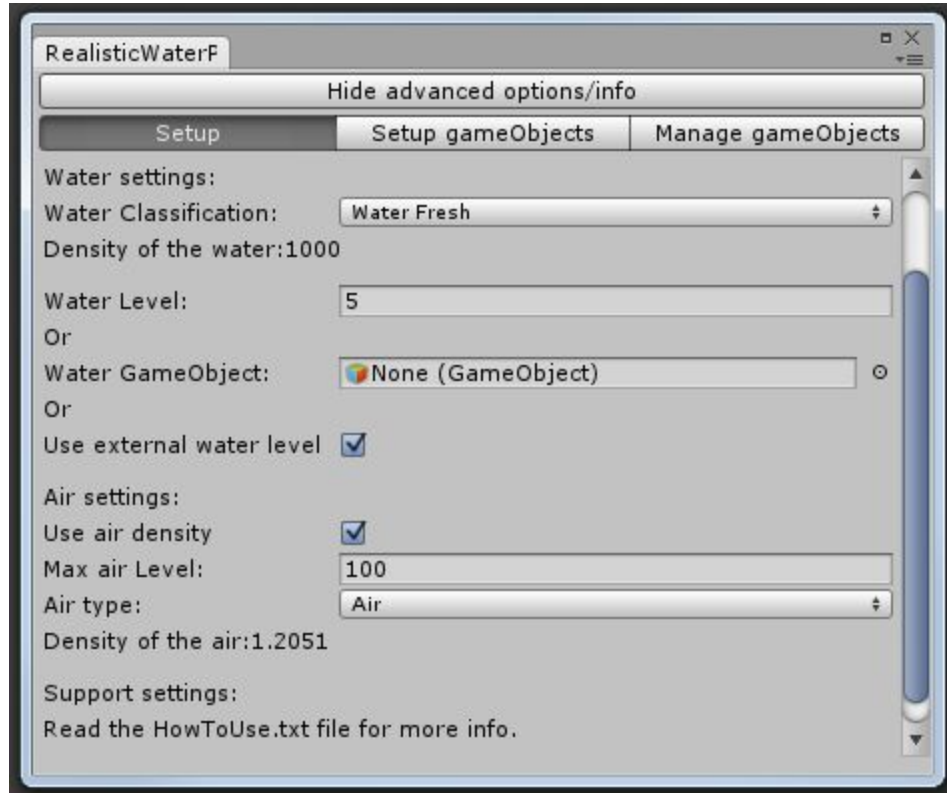 RealisticWaterP
Hide advanced options/info
Setup Setup gameObjects Manage gameObjects
Water settings:
Water Classification: Water Fresh
Density of the water:1000
Water Level: 5
Or
Water GameObject: None (GameObject)
Or
Use external water level
Air settings:
Use air density
Max air Level: 100
Air type: Air
Density of the air:1.2051
Support settings:
Read the HowToUse.txt file for more info.